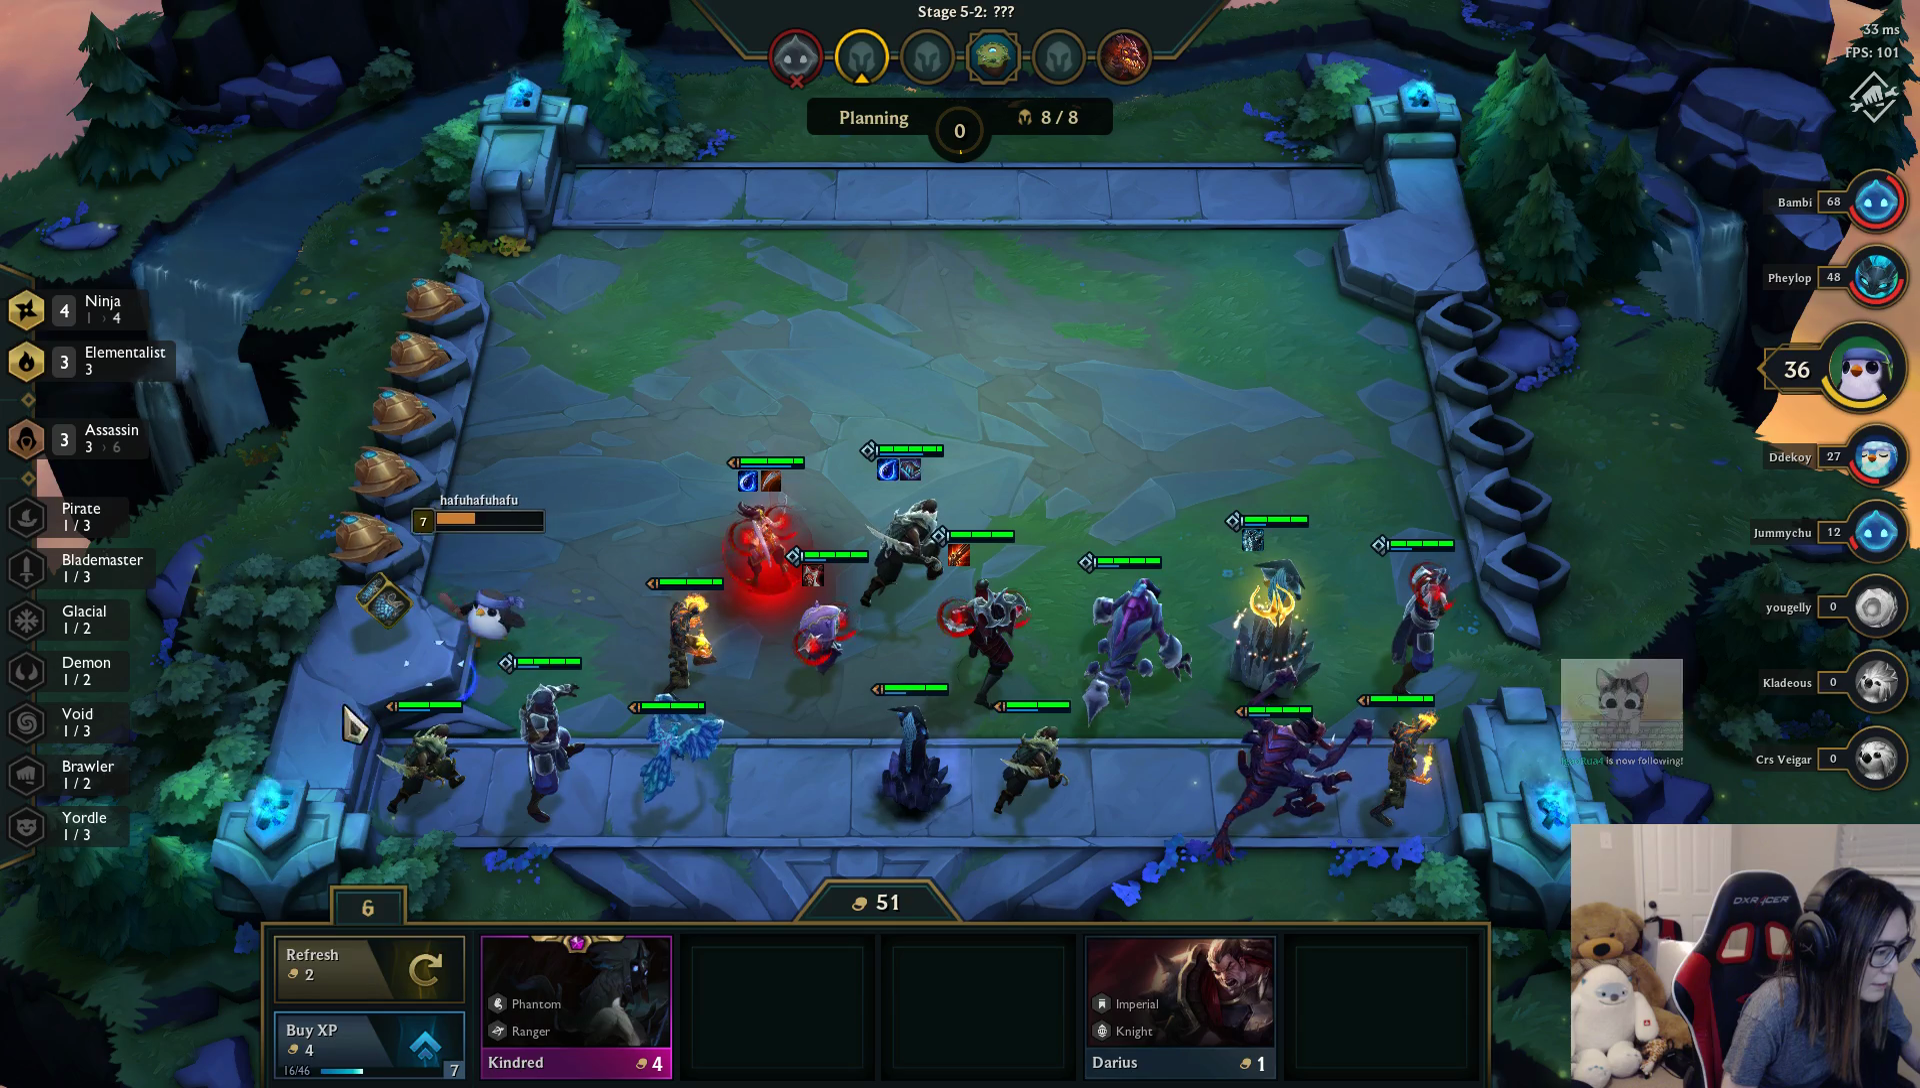 Stage 5-2: ???
33 ms
FPS: 101
Planning
0
8 / 8
Bambi
68
Pheylop
48
36
Ddekoy
27
Jummychu
12
yougelly
0
Kladeous
0
Crs Veigar
0
4
Ninja
1 › 4
3
Elementalist
3
3
Assassin
3 › 6
Pirate
1 / 3
Blademaster
1 / 3
Glacial
1 / 2
Demon
1 / 2
Void
1 / 3
Brawler
1 / 2
Yordle
1 / 3
hafuhafuhafu
7
is now following!
6
51
Refresh
2
Buy XP
4
16/46
7
Phantom
Ranger
Kindred
4
Imperial
Knight
Darius
1
DXRACER